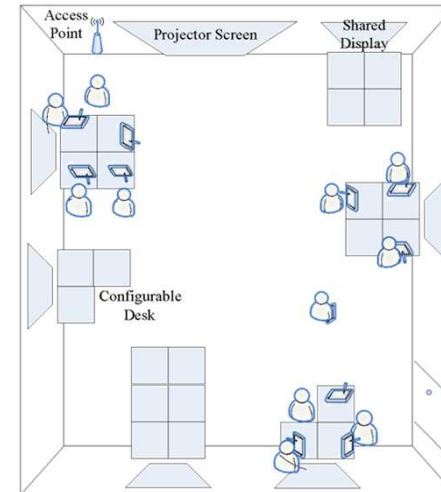 Access
Point
Projector Screen
Shared
Display
Configurable
Desk